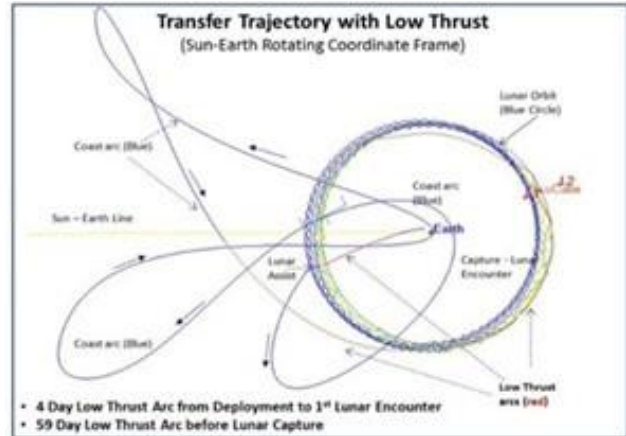 Transfer Trajectory with Low Thrust
(Sun-Earth Rotating Coordinate Frame)
Lunar Orbit
(Blue Circle)
Coast arc (Blue)
Coast arc
(Blue)
Sun – Earth Line
Earth
Lunar
Assist
Capture – Lunar
Encounter
Coast arc (Blue)
Low Thrust
arcs (red)
• 4 Day Low Thrust Arc from Deployment to 1st Lunar Encounter
• 59 Day Low Thrust Arc before Lunar Capture